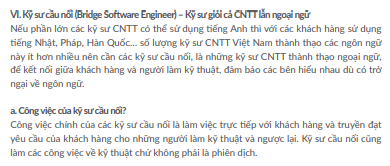 VI. Kỹ sư cầu nối (Bridge Software Engineer) – Kỹ sư giỏi cả CNTT lẫn ngoại ngữ
Nếu phần lớn các kỹ sư CNTT có thể sử dụng tiếng Anh thì với các khách hàng sử dụng
tiếng Nhật, Pháp, Hàn Quốc... số lượng kỹ sư CNTT Việt Nam thành thạo các ngôn ngữ
này ít hơn nhiều nên cần các kỹ sư cầu nối, là những kỹ sư CNTT thành thạo ngoại ngữ,
để kết nối giữa khách hàng và người làm kỹ thuật, đảm bảo các bên hiểu nhau dù có trở
ngại về ngôn ngữ.
a. Công việc của kỹ sư cầu nối?
Công việc chính của các kỹ sư cầu nối là làm việc trực tiếp với khách hàng và truyền đạt
yêu cầu của khách hàng cho những người làm kỹ thuật và ngược lại. Kỹ sư cầu nối cũng
làm các công việc về kỹ thuật chứ không phải là phiên dịch.